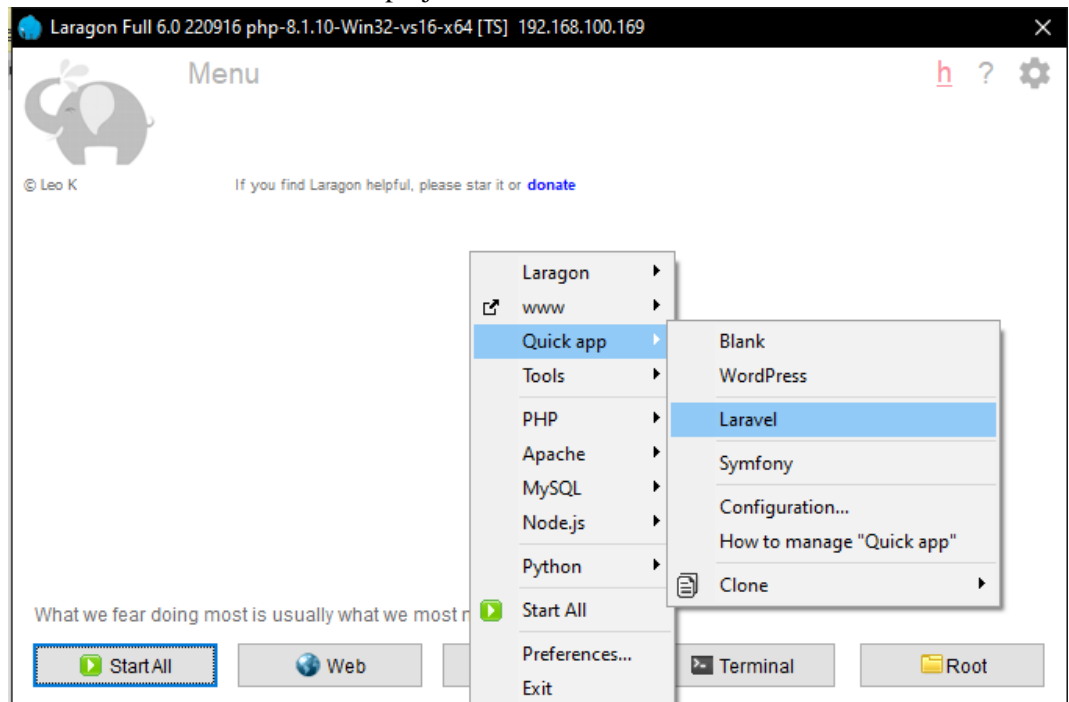 Laragon Full 6.0 220916 php-8.1.10-Win32-vs16-x64 [TS] 192.168.100.169
Menu
h ?
© Leo K
If you find Laragon helpful, please star it or donate
Laragon
www
Quick app
Tools
PHP
Apache
MySQL
Node.js
Python
Start All
Preferences...
Exit
Blank
WordPress
Laravel
Symfony
Configuration...
How to manage "Quick app"
Clone
What we fear doing most is usually what we most
Start All
Web
Terminal
Root